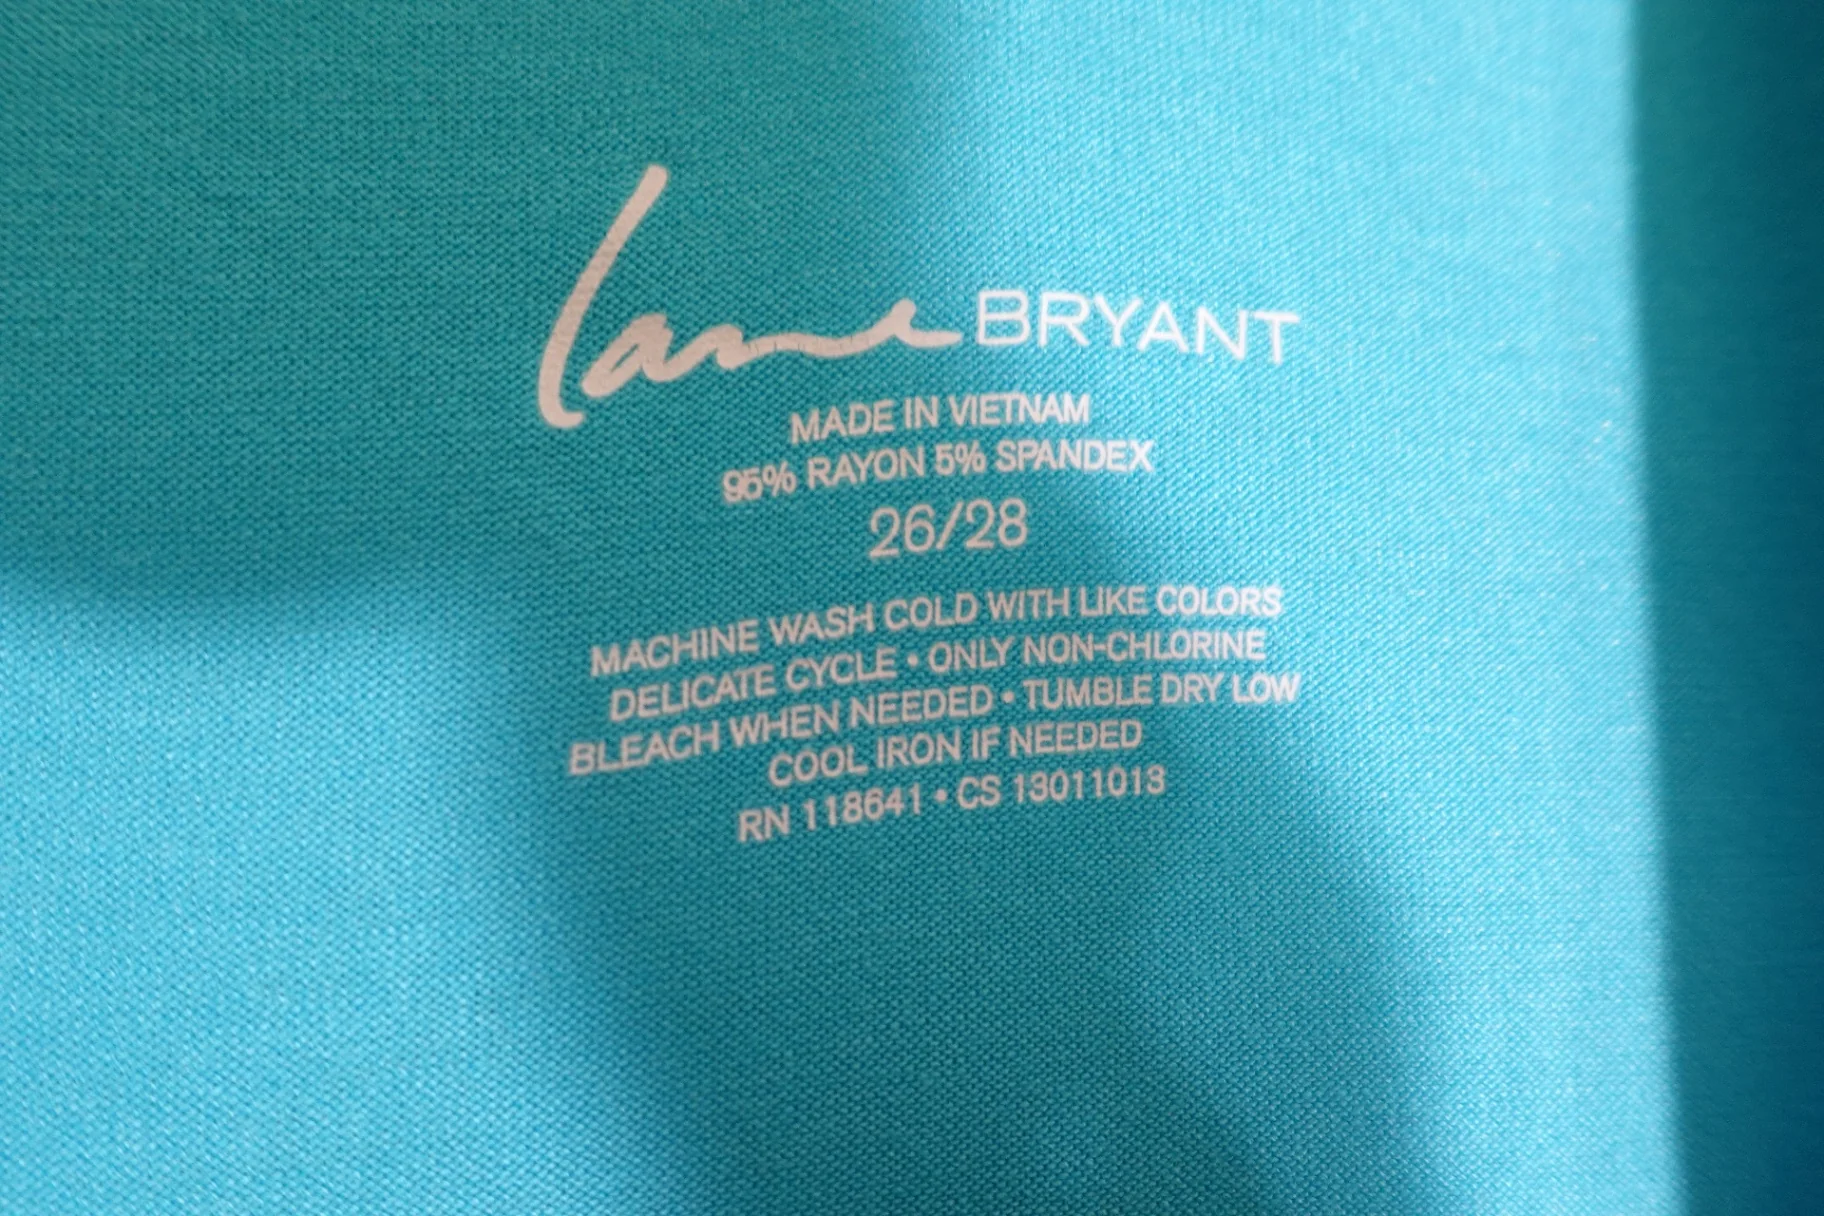 lane BRYANT
MADE IN VIETNAM
95% RAYON 5% SPANDEX
26/28
MACHINE WASH COLD WITH LIKE COLORS
DELICATE CYCLE • ONLY NON-CHLORINE
BLEACH WHEN NEEDED • TUMBLE DRY LOW
COOL IRON IF NEEDED
RN 118641 • CS 13011013